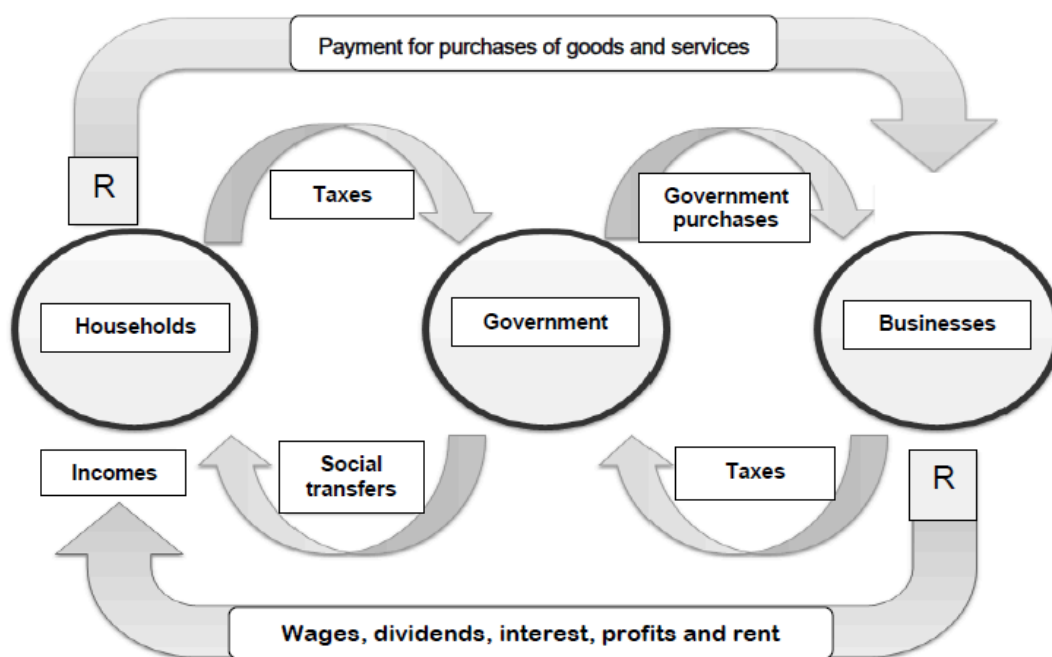 Payment for purchases of goods and services
R
Taxes
Government
purchases
Households
Government
Businesses
Incomes
Social
transfers
Taxes
R
Wages, dividends, interest, profits and rent